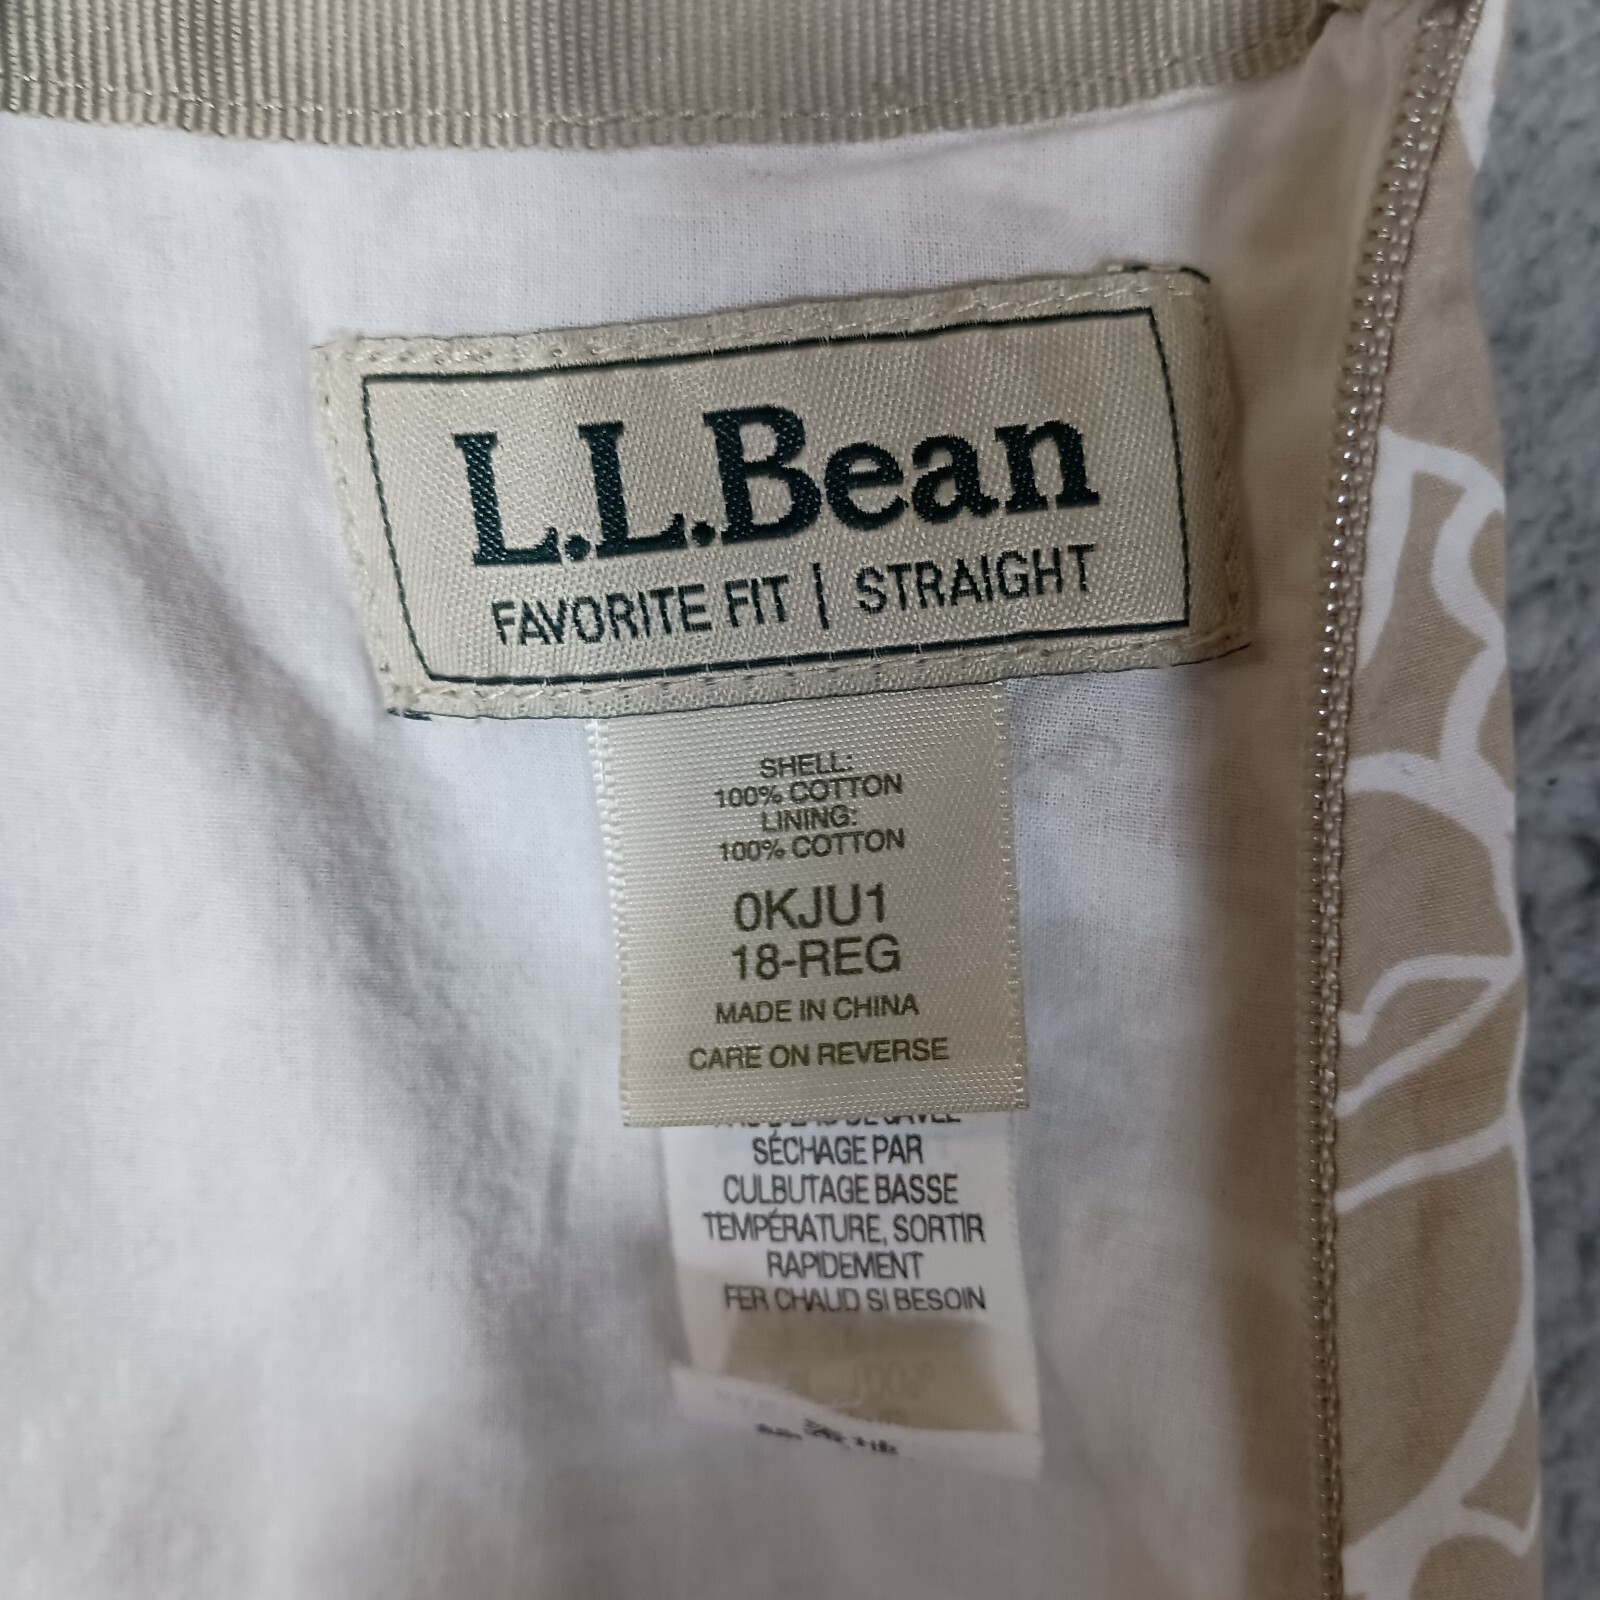 L.L.Bean
FAVORITE FIT | STRAIGHT
SHELL:
100% COTTON
LINING:
100% COTTON
0KJU1
18-REG
MADE IN CHINA
CARE ON REVERSE
SÉCHAGE PAR
CULBUTAGE BASSE
TEMPÉRATURE, SORTIR
RAPIDEMENT
FER CHAUD SI BESOIN